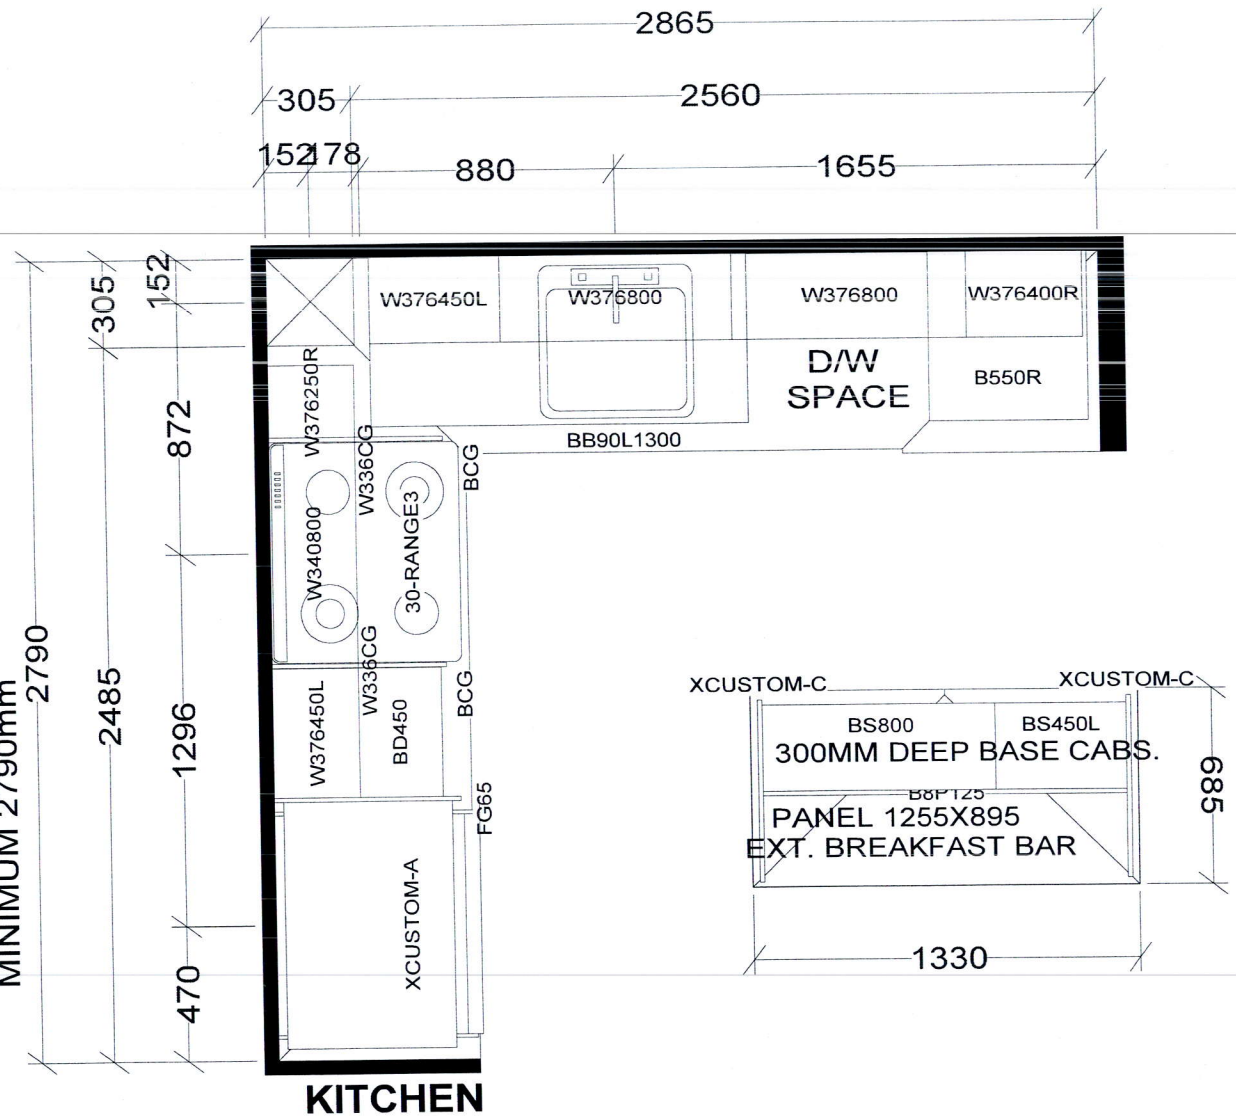 2865
305
2560
152
178
880
1655
152
305
872
2790
2485
1296
470
MINIMUM 2790mm
W376450L
W376800
W376800
W376400R
D/W
SPACE
B550R
BB90L1300
W376250R
W336CG
BCG
W340800
30-RANGE3
W336CG
BCG
W376450L
BD450
FG65
XCUSTOM-A
XCUSTOM-C
XCUSTOM-C
BS800
BS450L
300MM DEEP BASE CABS.
PANEL 1255X895
EXT. BREAKFAST BAR
685
1330
KITCHEN